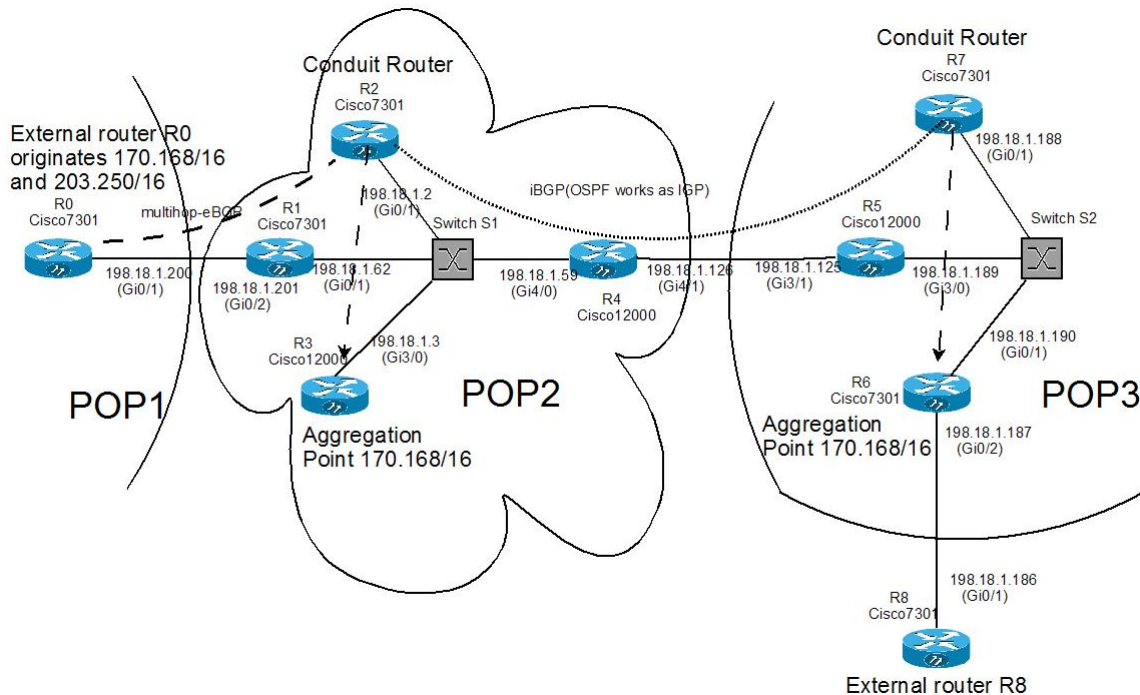 Conduit Router
R2
Cisco7301
Conduit Router
R7
Cisco7301
External router R0
originates 170.168/16
and 203.250/16
R0
Cisco7301
multihop-eBGP
R1
Cisco7301
198.18.1.2
(Gi0/1)
iBGP(OSPF works as IGP)
198.18.1.188
(Gi0/1)
Switch S1
R5
Cisco12000
Switch S2
198.18.1.200
(Gi0/1)
198.18.1.201
(Gi0/2)
198.18.1.62
(Gi0/1)
198.18.1.59
(Gi4/0)
R4
Cisco12000
198.18.1.126
(Gi4/1)
198.18.1.125
(Gi3/1)
198.18.1.189
(Gi3/0)
R3
Cisco12000
198.18.1.3
(Gi3/0)
198.18.1.190
(Gi0/1)
R6
Cisco7301
POP1
POP2
POP3
Aggregation
Point 170.168/16
Aggregation
Point 170.168/16
198.18.1.187
(Gi0/2)
198.18.1.186
(Gi0/1)
R8
Cisco7301
External router R8